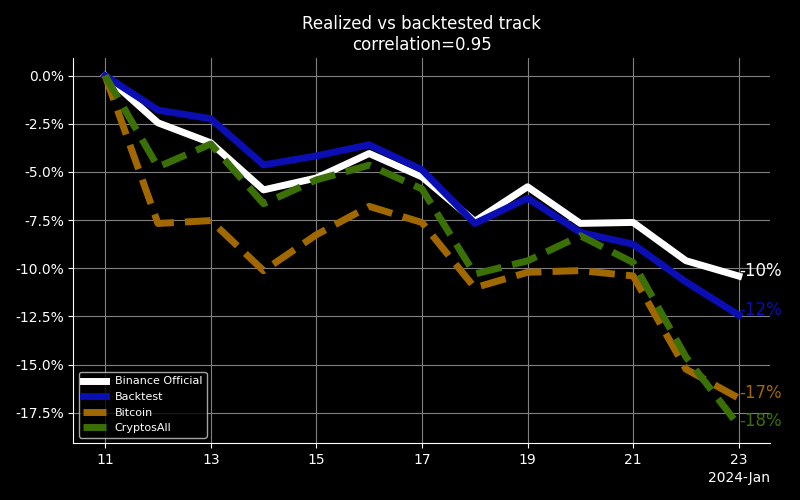 Realized vs backtested track
correlation=0.95
0.0%
-2.5%
-5.0%
-7.5%
-10.0%
-12.5%
-15.0%
-17.5%
-10%
-12%
-17%
-18%
Binance Official
Backtest
Bitcoin
CryptosAll
11 13 15 17 19 21 23
2024-Jan